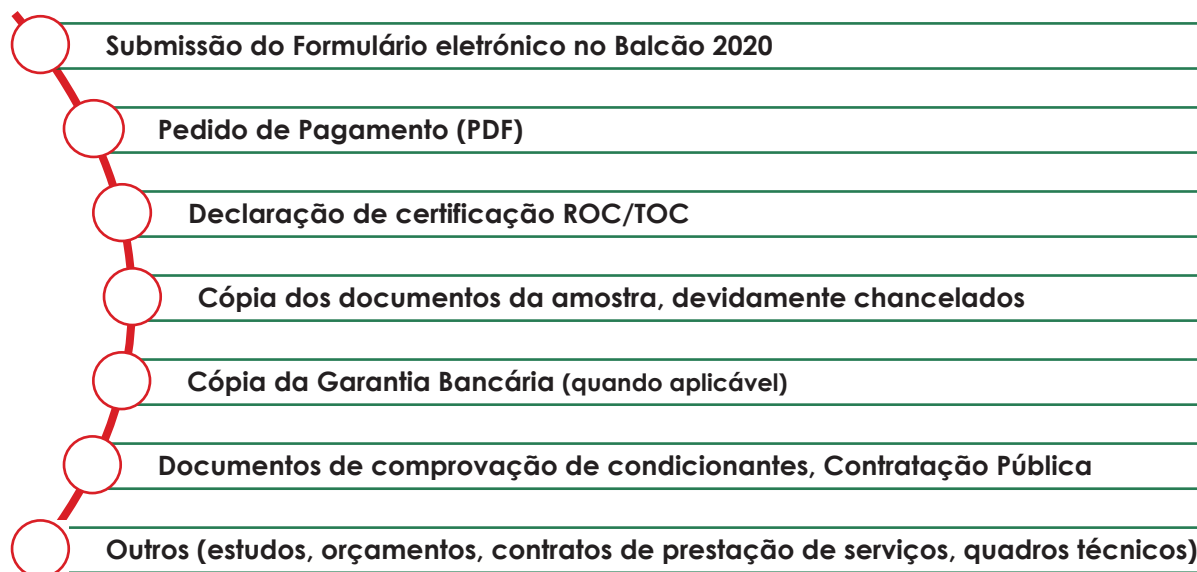 Submissão do Formulário eletrónico no Balcão 2020
Pedido de Pagamento (PDF)
Declaração de certificação ROC/TOC
Cópia dos documentos da amostra, devidamente chancelados
Cópia da Garantia Bancária (quando aplicável)
Documentos de comprovação de condicionantes, Contratação Pública
Outros (estudos, orçamentos, contratos de prestação de serviços, quadros técnicos)